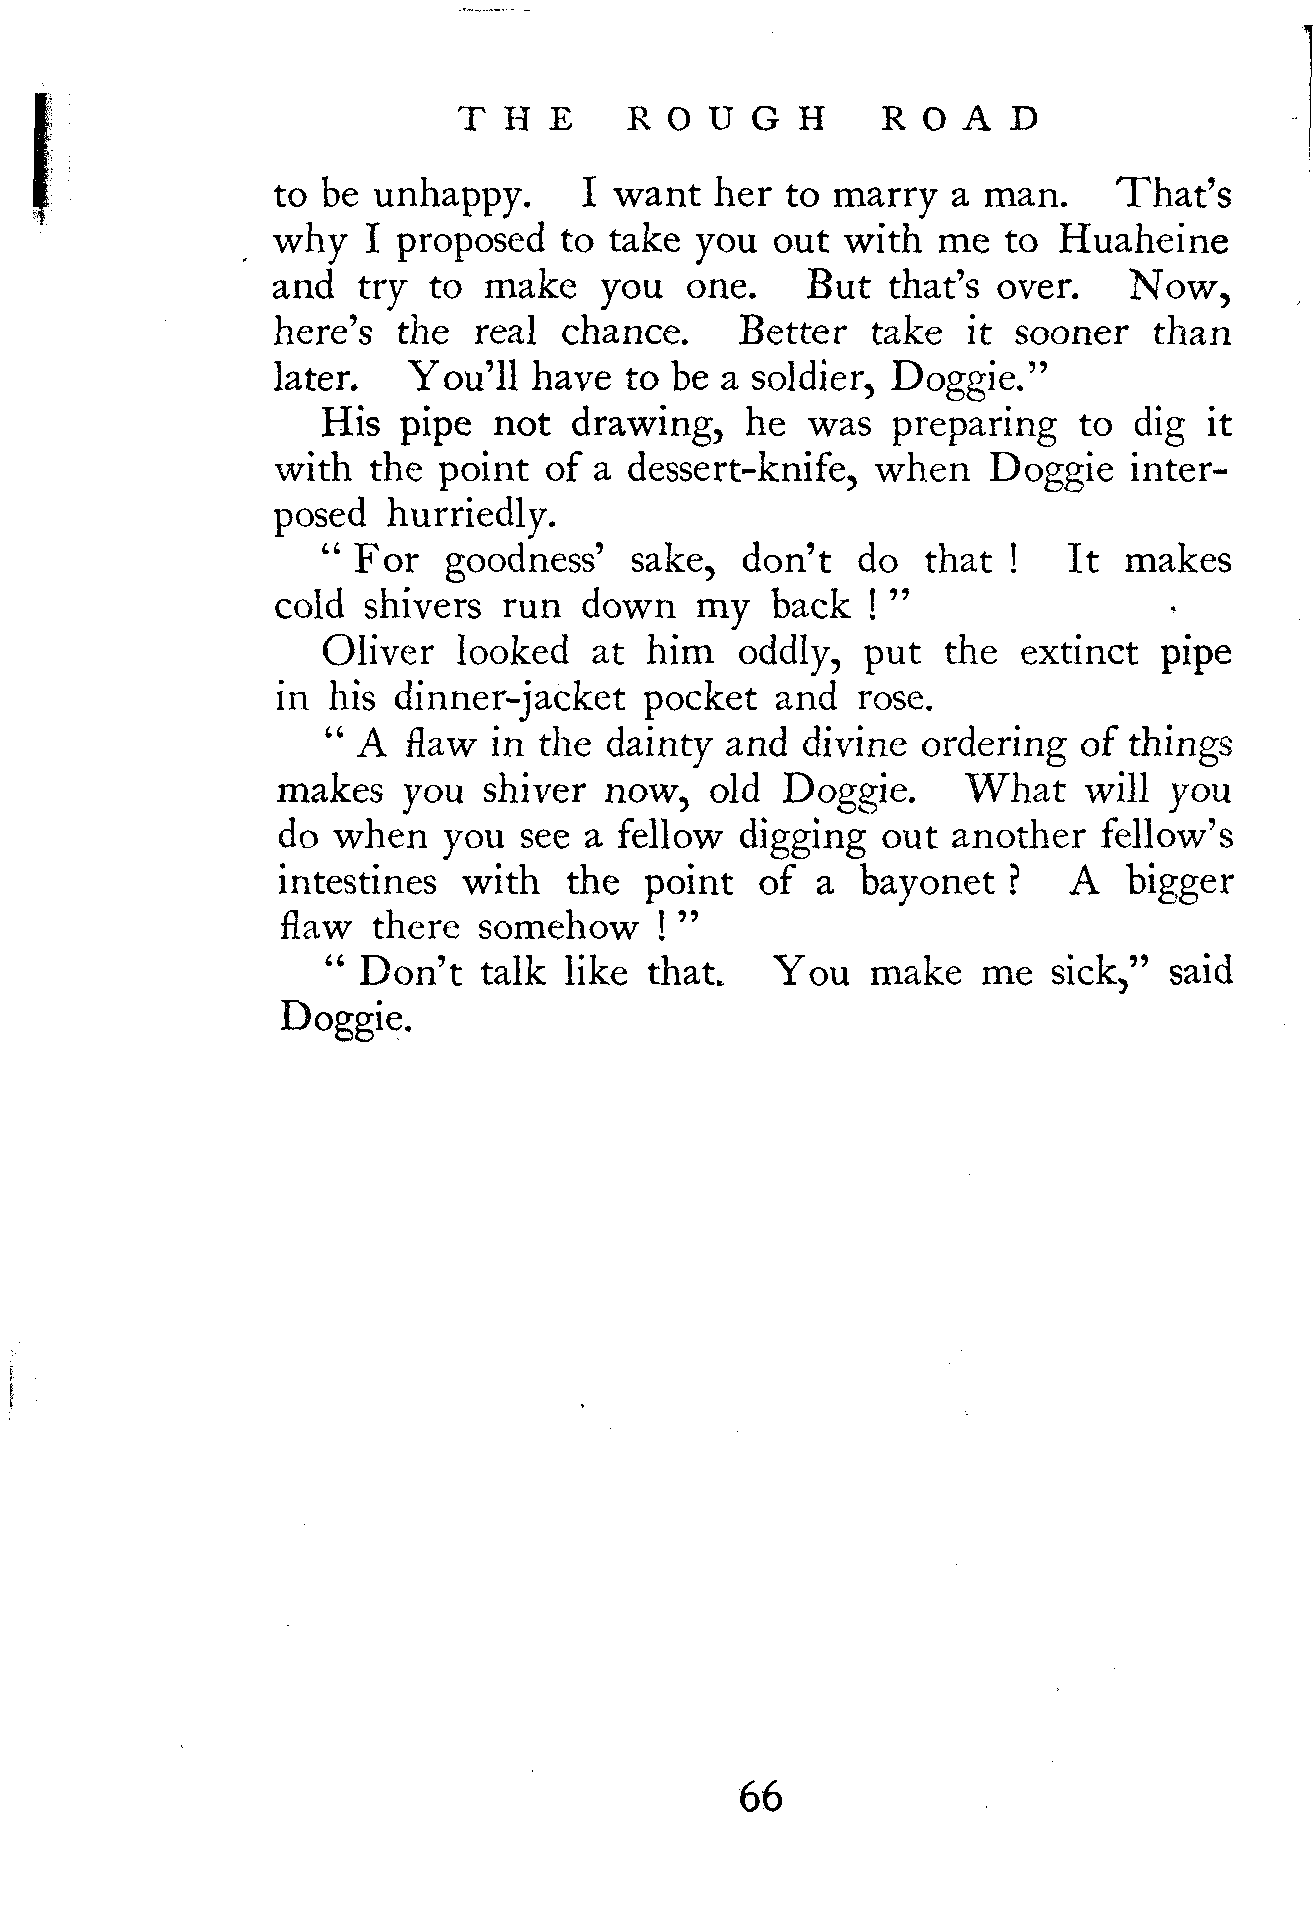 THE ROUGH ROAD
to be unhappy. I want her to marry a man. That's
why I proposed to take you out with me to Huaheine
and try to make you one. But that's over. Now,
here's the real chance. Better take it sooner than
later. You'll have to be a soldier, Doggie."
His pipe not drawing, he was preparing to dig it
with the point of a dessert-knife, when Doggie inter-
posed hurriedly.
" For goodness' sake, don't do that ! It makes
cold shivers run down my back ! "
Oliver looked at him oddly, put the extinct pipe
in his dinner-jacket pocket and rose.
" A flaw in the dainty and divine ordering of things
makes you shiver now, old Doggie. What will you
do when you see a fellow digging out another fellow's
intestines with the point of a bayonet ? A bigger
flaw there somehow ! "
" Don't talk like that. You make me sick," said
Doggie.
66